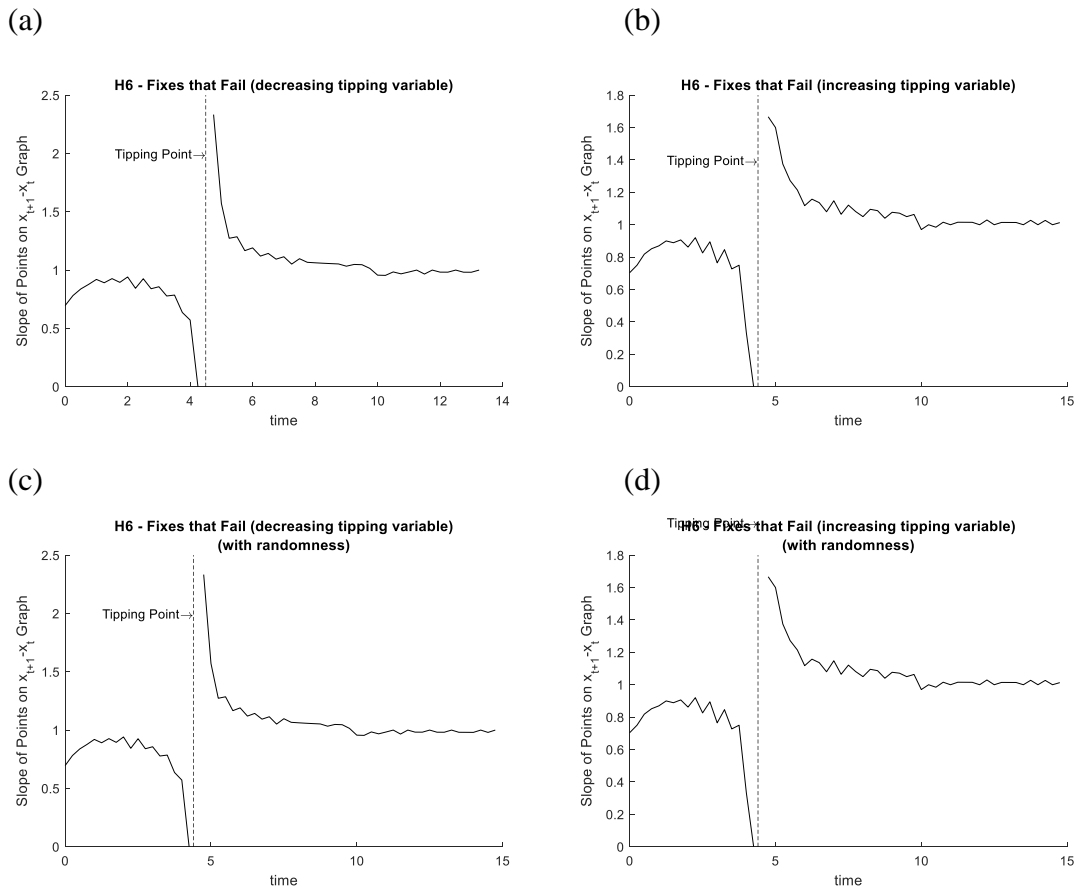 (a)
H6 - Fixes that Fail (decreasing tipping variable)
2.5
2
1.5
1
0.5
0
Slope of Points on x_{t+1}-x_t Graph
Tipping Point→
0 2 4 6 8 10 12 14
time
(b)
H6 - Fixes that Fail (increasing tipping variable)
1.8
1.6
1.4
1.2
1
0.8
0.6
0.4
0.2
0
Slope of Points on x_{t+1}-x_t Graph
Tipping Point→
0 5 10 15
time
(c)
H6 - Fixes that Fail (decreasing tipping variable)
(with randomness)
2.5
2
1.5
1
0.5
0
Slope of Points on x_{t+1}-x_t Graph
Tipping Point→
0 5 10 15
time
(d)
Tipping Point→
H6 - Fixes that Fail (increasing tipping variable)
(with randomness)
1.8
1.6
1.4
1.2
1
0.8
0.6
0.4
0.2
0
Slope of Points on x_{t+1}-x_t Graph
0 5 10 15
time